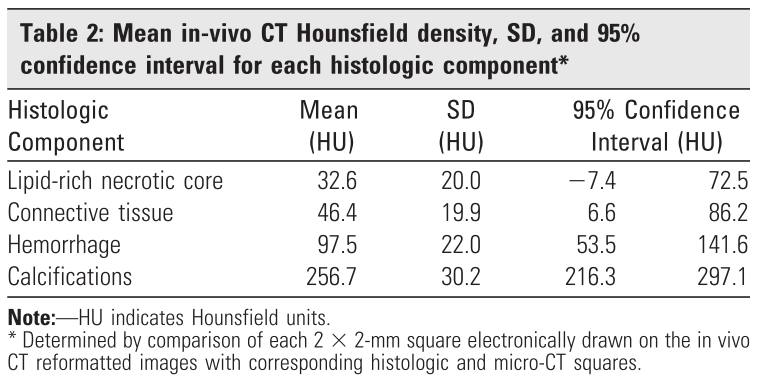 Table 2: Mean in-vivo CT Hounsfield density, SD, and 95%
confidence interval for each histologic component*
Histologic Mean SD 95% Confidence
Component (HU) (HU) Interval (HU)
Lipid-rich necrotic core 32.6 20.0 −7.4 72.5
Connective tissue 46.4 19.9 6.6 86.2
Hemorrhage 97.5 22.0 53.5 141.6
Calcifications 256.7 30.2 216.3 297.1
Note:—HU indicates Hounsfield units.
* Determined by comparison of each 2 × 2-mm square electronically drawn on the in vivo
CT reformatted images with corresponding histologic and micro-CT squares.